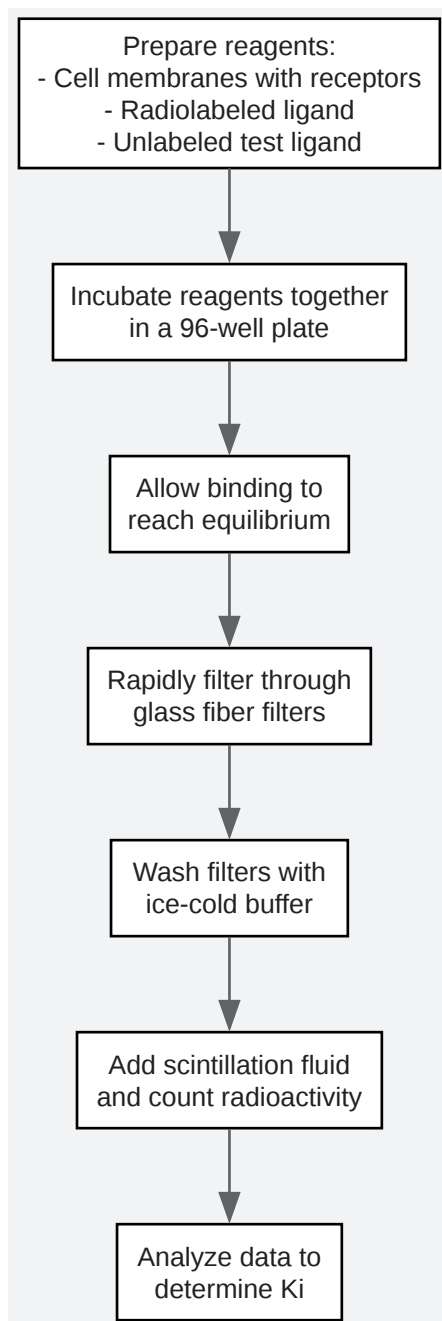 Prepare reagents:
- Cell membranes with receptors
- Radiolabeled ligand
- Unlabeled test ligand
Incubate reagents together
in a 96-well plate
Allow binding to
reach equilibrium
Rapidly filter through
glass fiber filters
Wash filters with
ice-cold buffer
Add scintillation fluid
and count radioactivity
Analyze data to
determine Ki